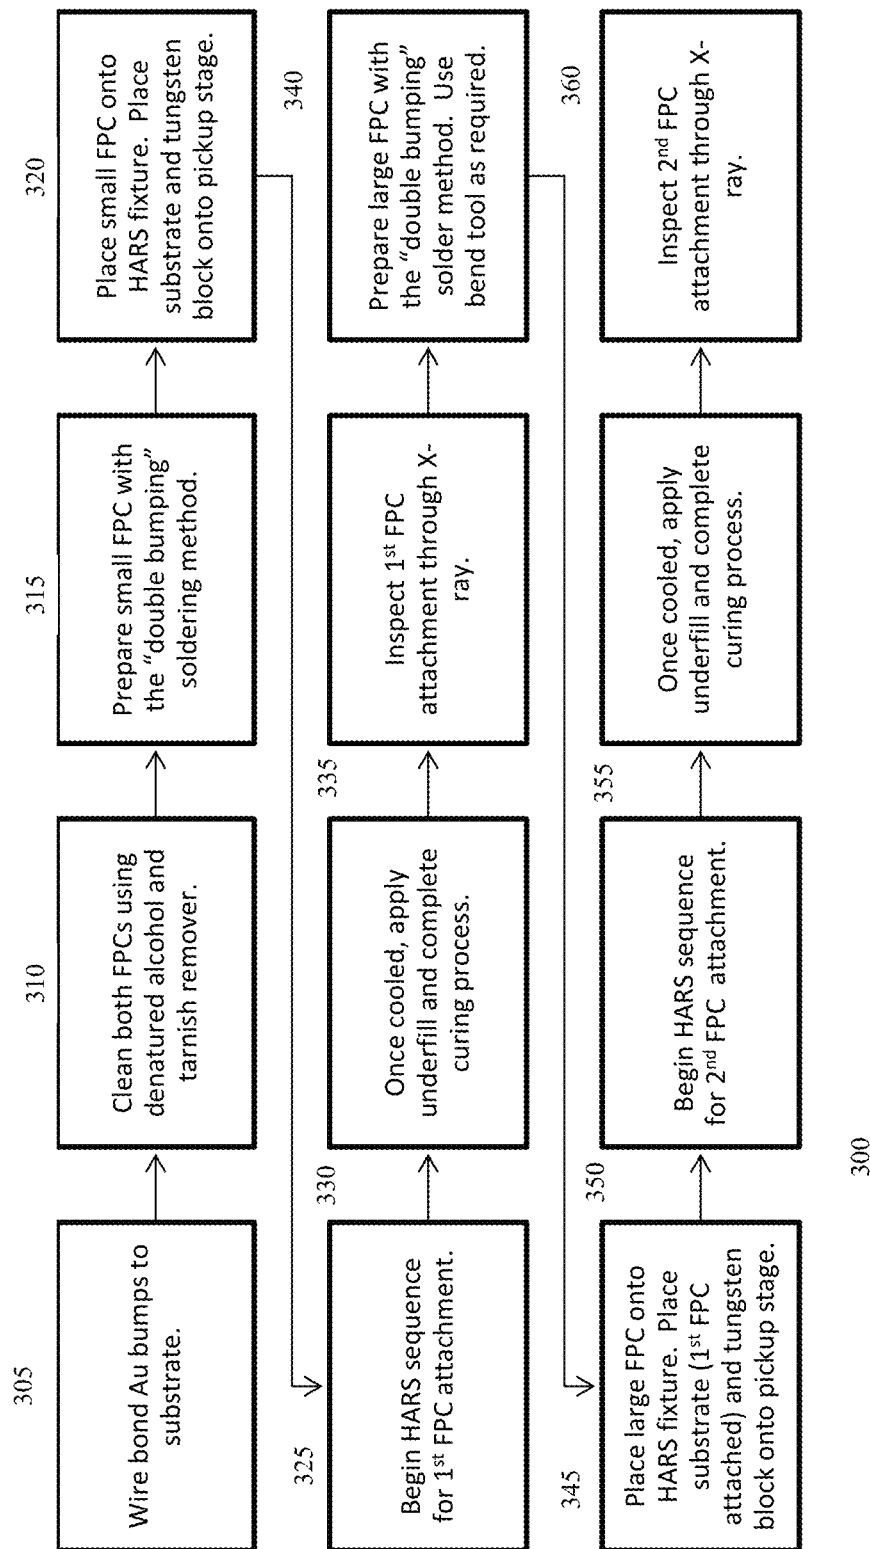 305
Wire bond Au bumps to
substrate.
310
Clean both FPCs using
denatured alcohol and
tarnish remover.
315
Prepare small FPC with
the “double bumping”
soldering method.
320
Place small FPC onto
HARS fixture. Place
substrate and tungsten
block onto pickup stage.
325
Begin HARS sequence
for 1st FPC attachment.
330
Once cooled, apply
underfill and complete
curing process.
335
Inspect 1st FPC
attachment through X-
ray.
340
Prepare large FPC with
the “double bumping”
solder method. Use
bend tool as required.
345
Place large FPC onto
HARS fixture. Place
substrate (1st FPC
attached) and tungsten
block onto pickup stage.
350
Begin HARS sequence
for 2nd FPC attachment.
355
Once cooled, apply
underfill and complete
curing process.
360
Inspect 2nd FPC
attachment through X-
ray.
300